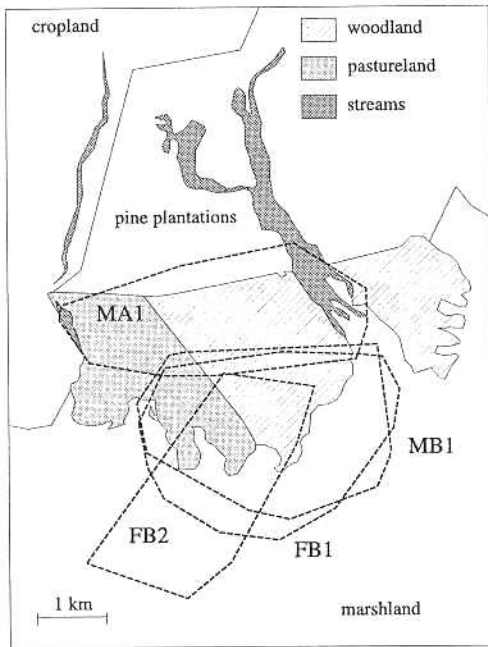 cropland
woodland
pastureland
streams
pine plantations
MA1
MB1
FB2
FB1
1 km
marshland